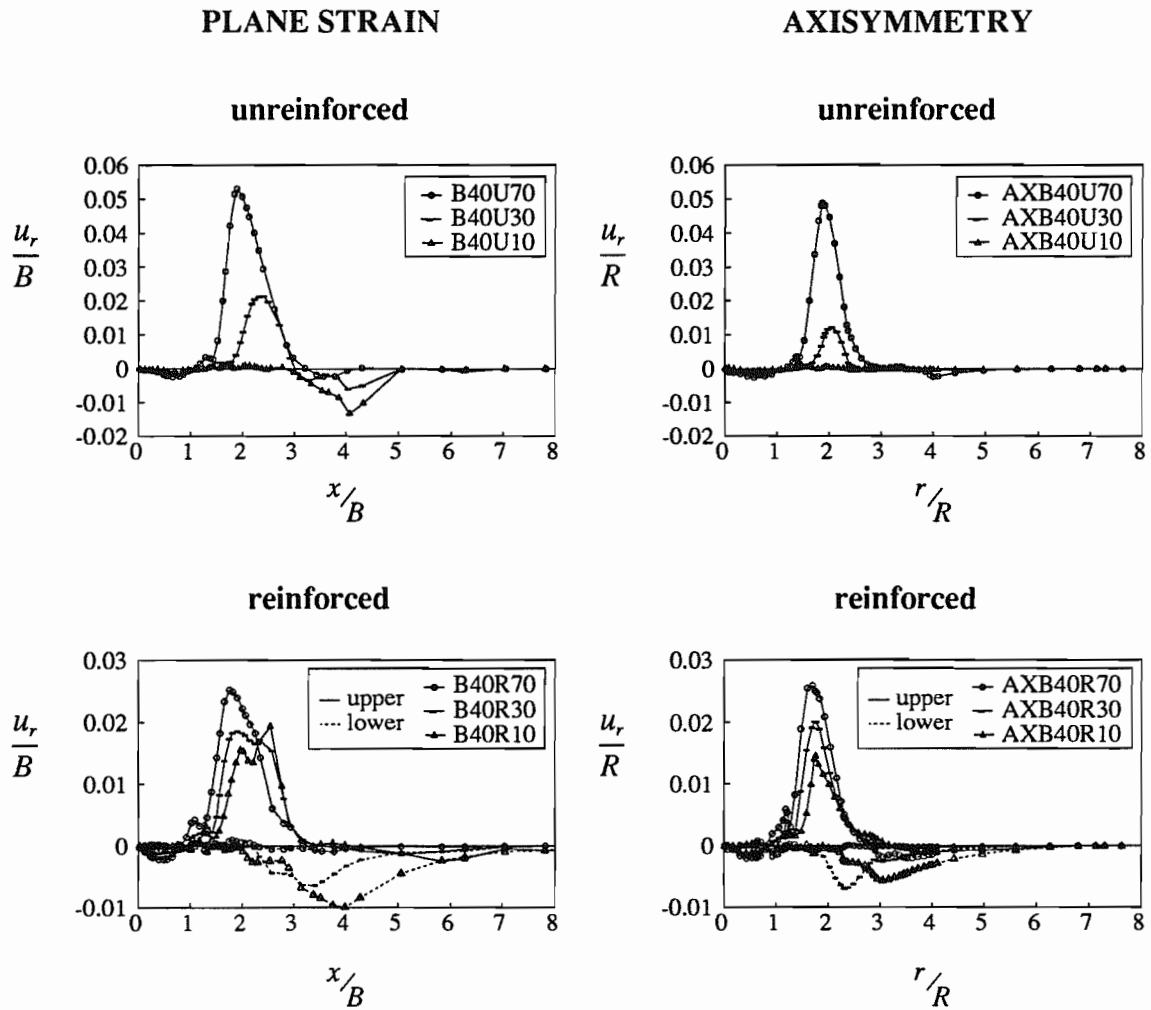 PLANE STRAIN
AXISYMMETRY
unreinforced
unreinforced
u_r/B
0.06
0.05
0.04
0.03
0.02
0.01
0
-0.01
-0.02
B40U70
B40U30
B40U10
0 1 2 3 4 5 6 7 8
x/B
u_r/R
0.06
0.05
0.04
0.03
0.02
0.01
0
-0.01
-0.02
AXB40U70
AXB40U30
AXB40U10
0 1 2 3 4 5 6 7 8
r/R
reinforced
reinforced
u_r/B
0.03
0.02
0.01
0
-0.01
upper
lower
B40R70
B40R30
B40R10
0 1 2 3 4 5 6 7 8
x/B
u_r/R
0.03
0.02
0.01
0
-0.01
upper
lower
AXB40R70
AXB40R30
AXB40R10
0 1 2 3 4 5 6 7 8
r/R